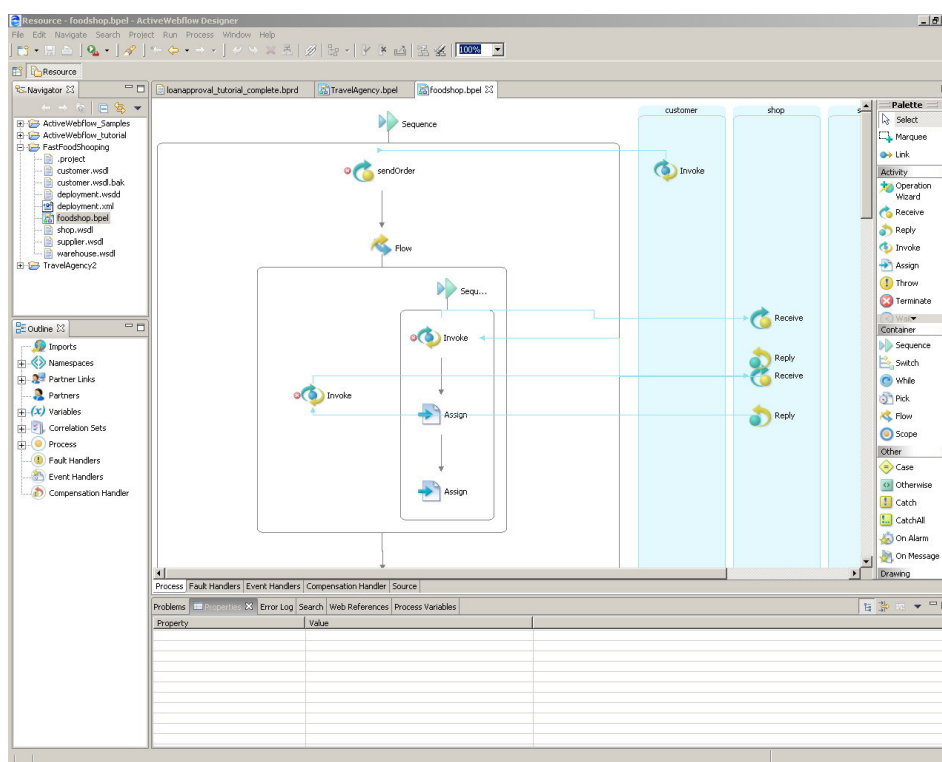 Resource - foodshop.bpel - ActiveWebflow Designer
File Edit Navigate Search Project Run Process Window Help
100%
Resource
Navigator
ActiveWebflow_Samples
ActiveWebflow_tutorial
FastFoodShooping
.project
customer.wsdl
customer.wsdl.bak
deployment.wsdd
deployment.xml
foodshop.bpel
shop.wsdl
supplier.wsdl
warehouse.wsdl
TravelAgency2
Outline
Imports
Namespaces
Partner Links
Partners
Variables
Correlation Sets
Process
Fault Handlers
Event Handlers
Compensation Handler
loanapproval_tutorial_complete.bprd
TravelAgency.bpel
foodshop.bpel
customer
shop
s
Sequence
sendOrder
Invoke
Flow
Sequ...
Receive
Invoke
Reply
Receive
Invoke
Assign
Reply
Assign
Process Fault Handlers Event Handlers Compensation Handler Source
Palette
Select
Marquee
Link
Activity
Operation
Wizard
Receive
Reply
Invoke
Assign
Throw
Terminate
Container
Sequence
Switch
While
Pick
Flow
Scope
Other
Case
Otherwise
Catch
CatchAll
On Alarm
On Message
Drawing
Problems Properties Error Log Search Web References Process Variables
Property Value